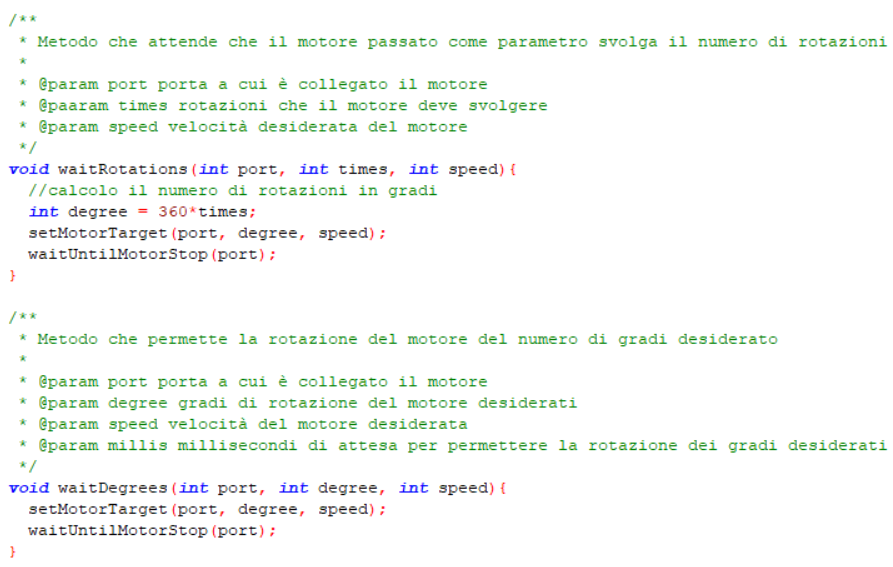 /**
 * Metodo che attende che il motore passato come parametro svolga il numero di rotazioni
 *
 * @param port porta a cui è collegato il motore
 * @paaram times rotazioni che il motore deve svolgere
 * @param speed velocità desiderata del motore
 */
void waitRotations(int port, int times, int speed){
  //calcolo il numero di rotazioni in gradi
  int degree = 360*times;
  setMotorTarget(port, degree, speed);
  waitUntilMotorStop(port);
}

/**
 * Metodo che permette la rotazione del motore del numero di gradi desiderato
 *
 * @param port porta a cui è collegato il motore
 * @param degree gradi di rotazione del motore desiderati
 * @param speed velocità del motore desiderata
 * @param millis millisecondi di attesa per permettere la rotazione dei gradi desiderati
 */
void waitDegrees(int port, int degree, int speed){
  setMotorTarget(port, degree, speed);
  waitUntilMotorStop(port);
}